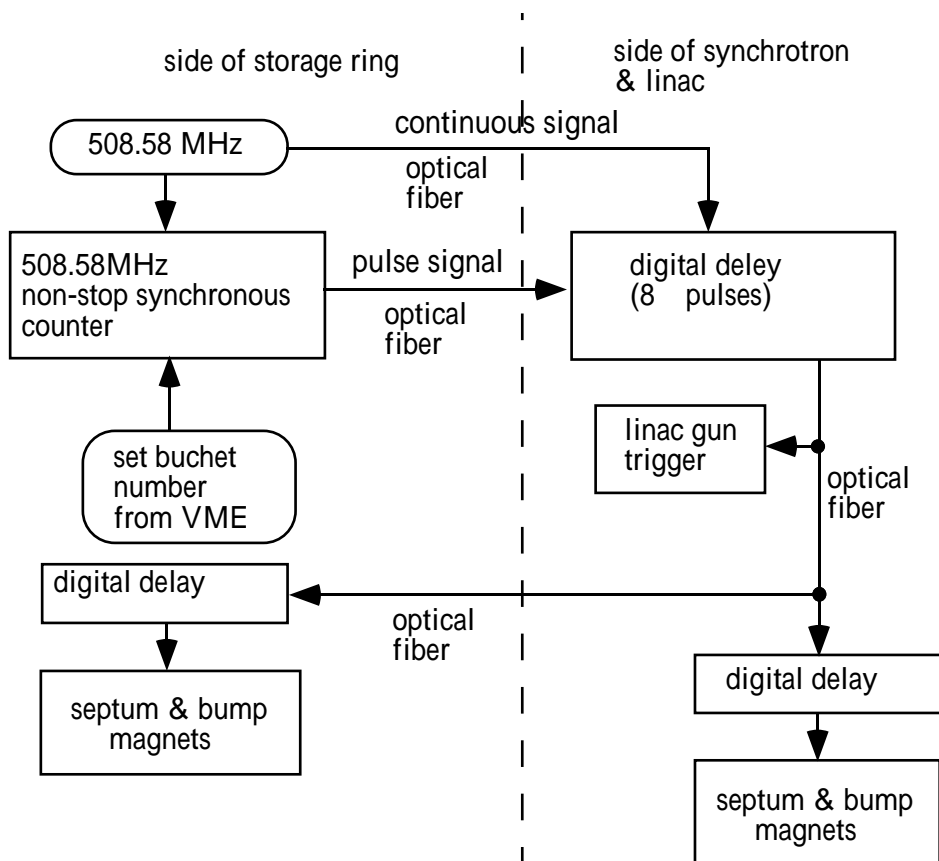 side of storage ring
side of synchrotron
& linac
continuous signal
508.58 MHz
optical
fiber
508.58MHz
non-stop synchronous
counter
pulse signal
optical
fiber
digital deley
(8 pulses)
linac gun
trigger
optical
fiber
set buchet
number
from VME
digital delay
optical
fiber
digital delay
septum & bump
magnets
septum & bump
magnets